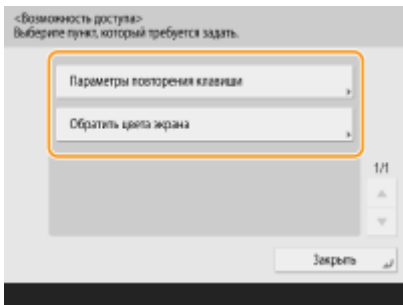 <Возможность доступа>
Выберите пункт, который требуется задать.
Параметры повторения клавиши
Обратить цвета экрана
1/1
Закрыть